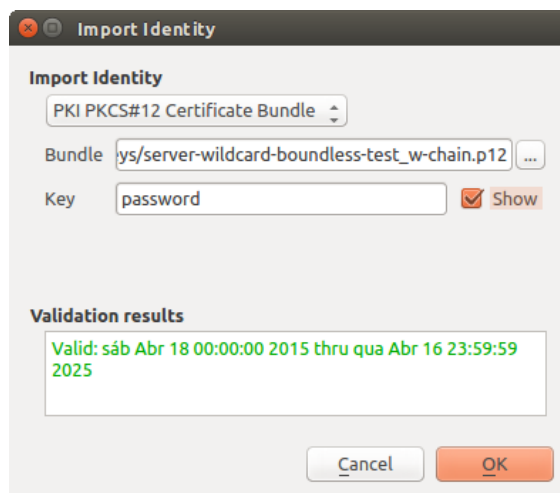 Import Identity
Import Identity
PKI PKCS#12 Certificate Bundle
Bundle ys/server-wildcard-boundless-test_w-chain.p12 ...
Key password Show
Validation results
Valid: sáb Abr 18 00:00:00 2015 thru qua Abr 16 23:59:59
2025
Cancel OK